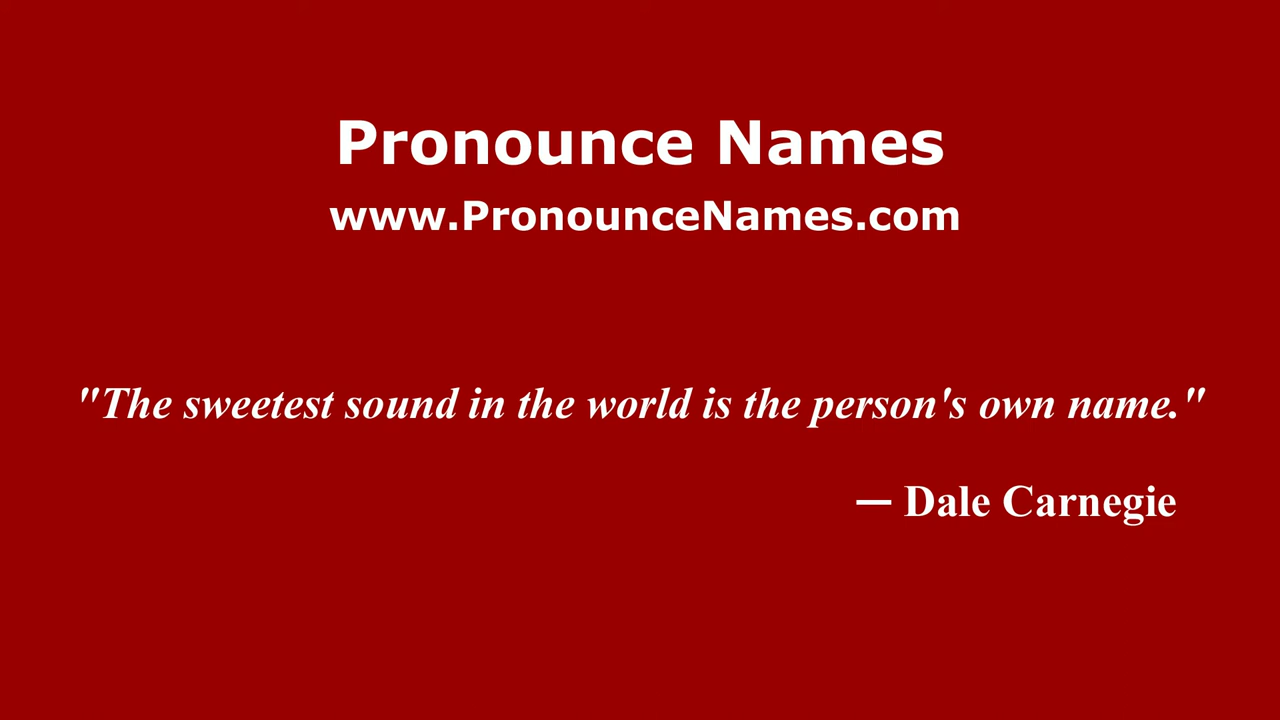 Pronounce Names
www.PronounceNames.com
"The sweetest sound in the world is the person's own name."
— Dale Carnegie